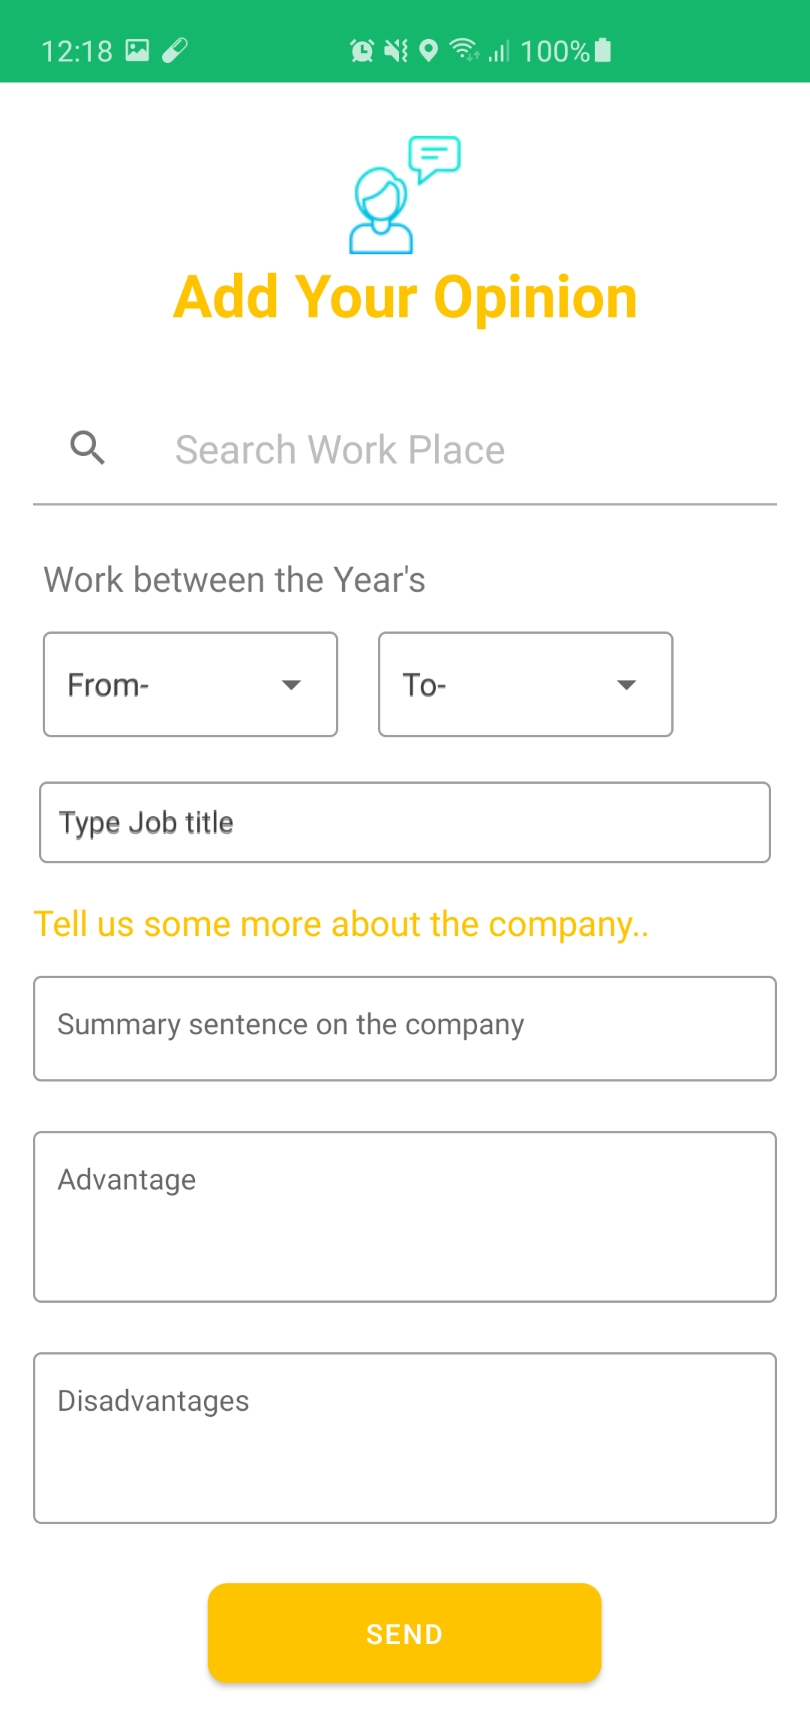 12:18 100%
Add Your Opinion
Search Work Place
Work between the Year's
From- To-
Type Job title
Tell us some more about the company..
Summary sentence on the company
Advantage
Disadvantages
SEND